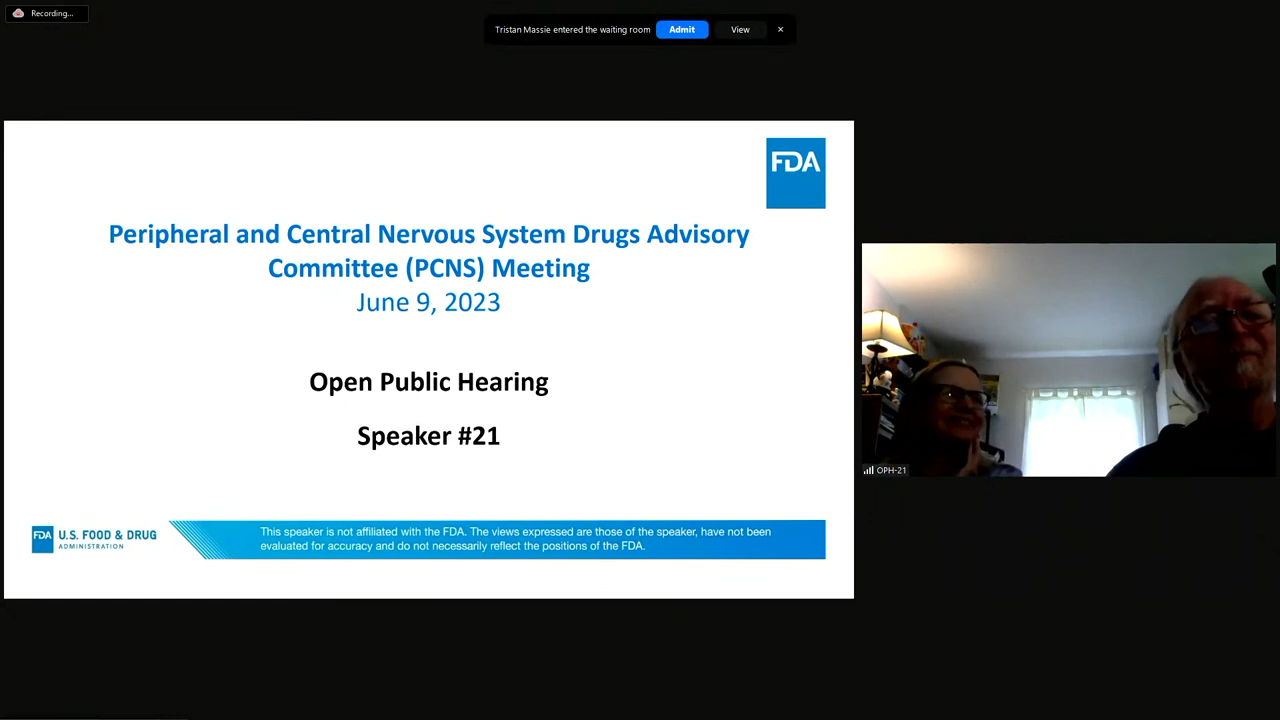 Recording...
Tristan Massie entered the waiting room Admit View ×
FDA
Peripheral and Central Nervous System Drugs Advisory
Committee (PCNS) Meeting
June 9, 2023
Open Public Hearing
Speaker #21
OPH-21
FDA U.S. FOOD & DRUG
ADMINISTRATION
This speaker is not affiliated with the FDA. The views expressed are those of the speaker, have not been
evaluated for accuracy and do not necessarily reflect the positions of the FDA.